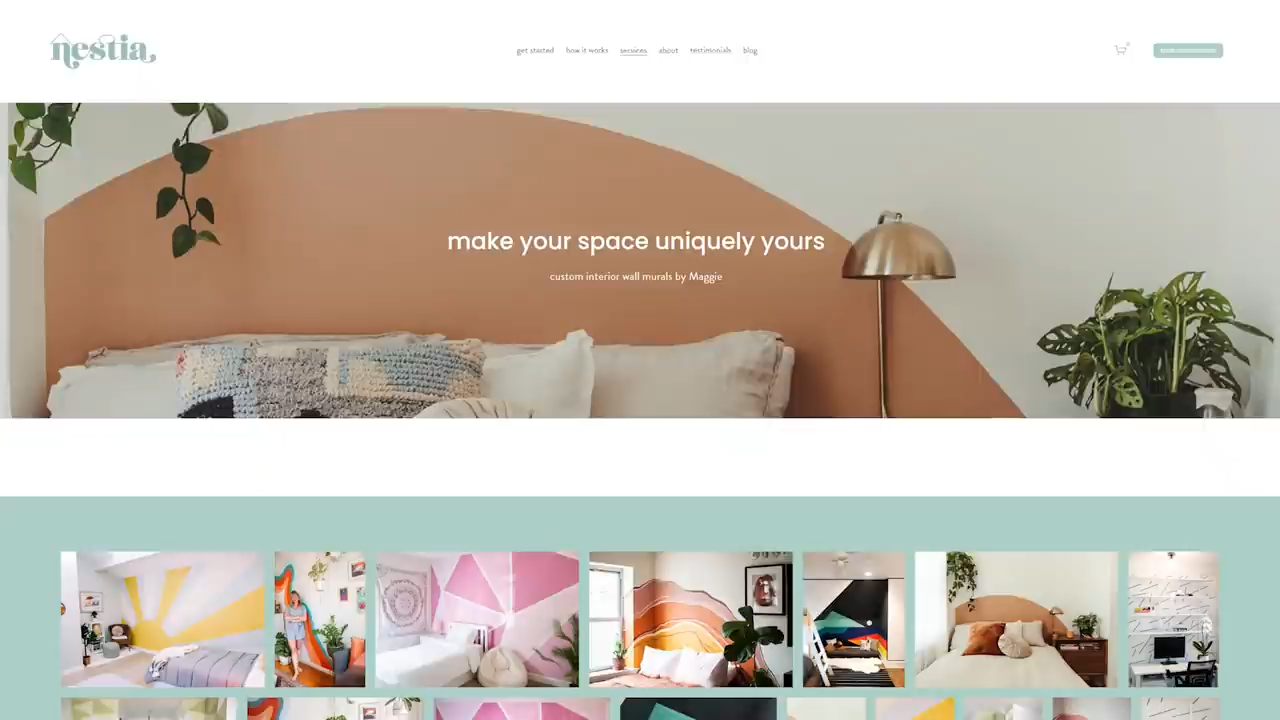 nestia.
get started how it works services about testimonials blog
make your space uniquely yours
custom interior wall murals by Maggie